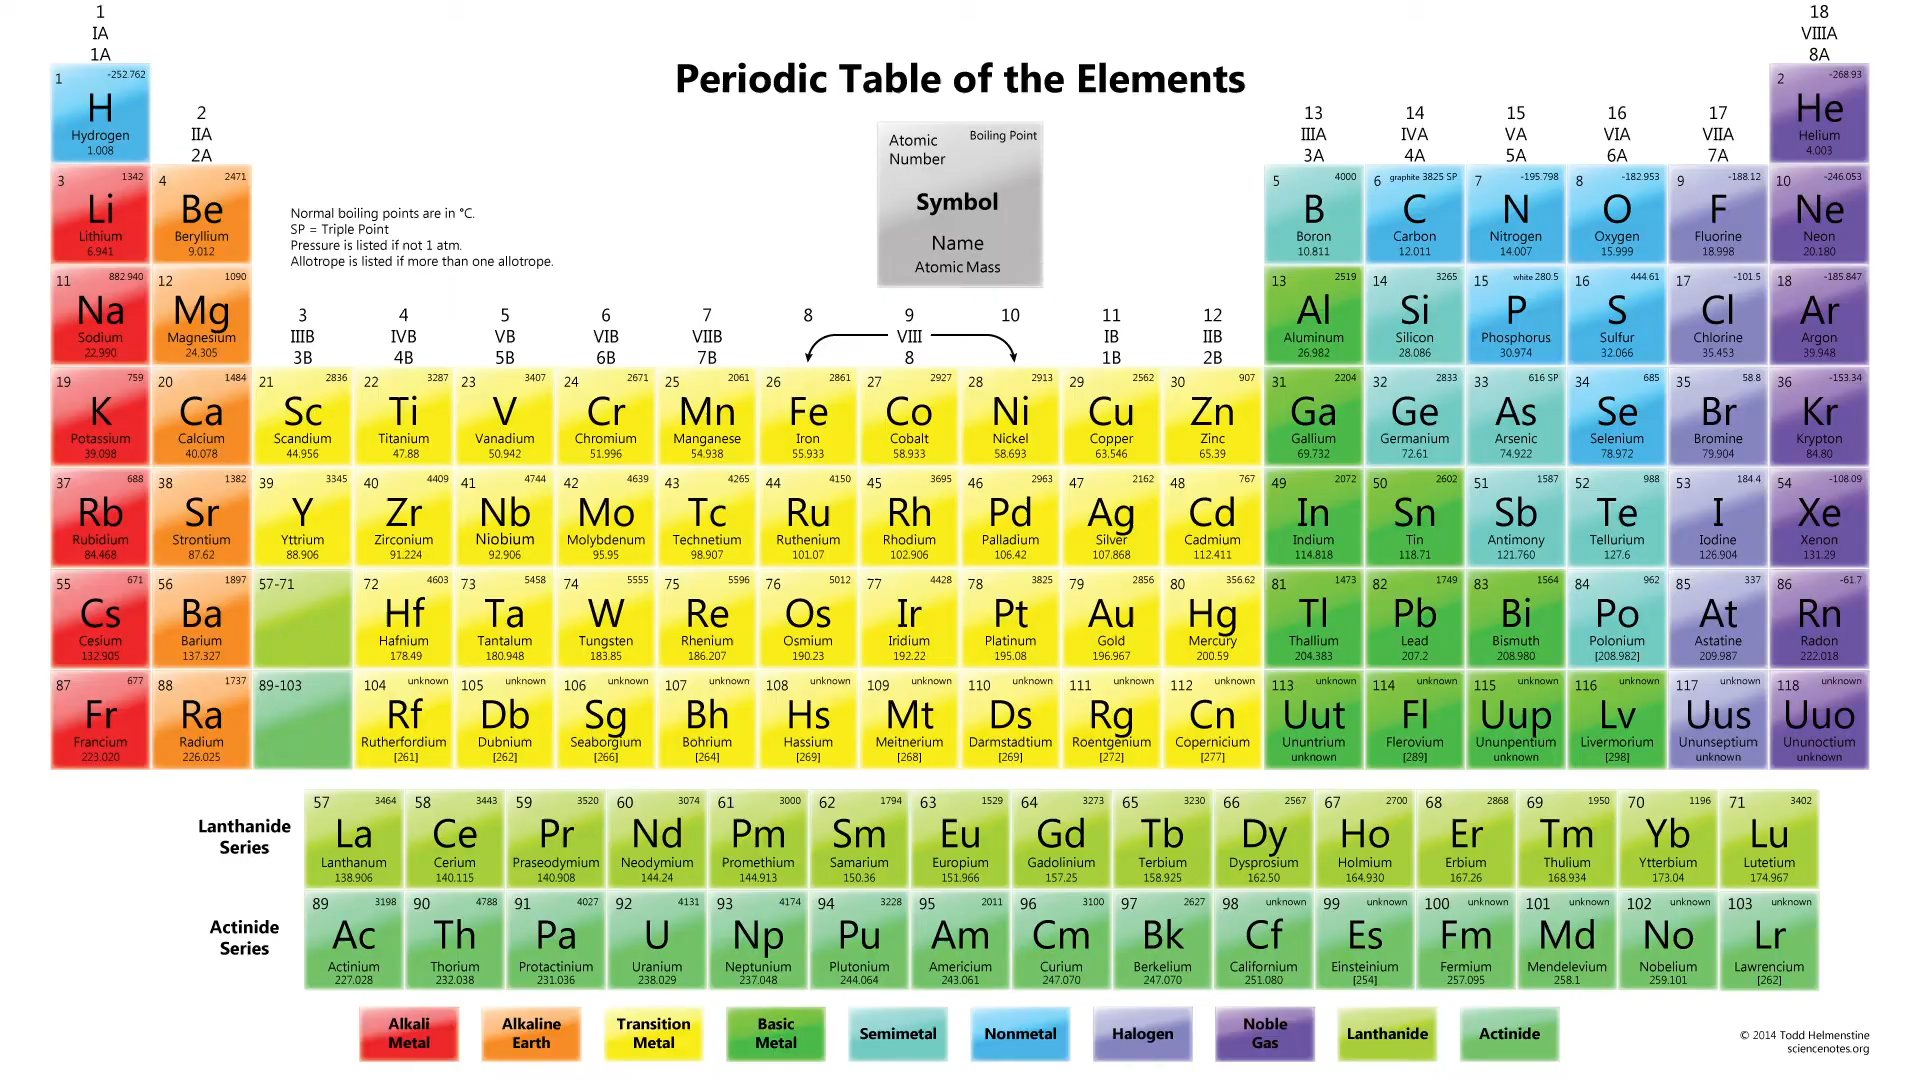 1
IA
1A
18
VIIIA
8A
Periodic Table of the Elements
1 -252.762
H
Hydrogen
1.008
2 -268.93
He
Helium
4.003
2
IIA
2A
13 14 15 16 17
IIIA IVA VA VIA VIIA
3A 4A 5A 6A 7A
Atomic Number Boiling Point
Symbol
Name
Atomic Mass
3 1342 4 2471 5 4000 6 graphite 3825 SP 7 -195.798 8 -182.953 9 -188.12 10 -246.053
Li Be B C N O F Ne
Lithium Beryllium Boron Carbon Nitrogen Oxygen Fluorine Neon
6.941 9.012 10.811 12.011 14.007 15.999 18.998 20.180
Normal boiling points are in °C.
SP = Triple Point
Pressure is listed if not 1 atm.
Allotrope is listed if more than one allotrope.
11 882.940 12 1090 13 2519 14 3265 15 white 280.5 16 444.61 17 -101.5 18 -185.847
Na Mg Al Si P S Cl Ar
Sodium Magnesium Aluminum Silicon Phosphorus Sulfur Chlorine Argon
22.990 24.305 26.982 28.086 30.974 32.066 35.453 39.948
3 4 5 6 7 8 9 10 11 12
IIIB IVB VB VIB VIIB VIII IB IIB
3B 4B 5B 6B 7B 8 1B 2B
19 759 20 1484 21 2836 22 3287 23 3407 24 2671 25 2061 26 2861 27 2927 28 2913 29 2562 30 907 31 2204 32 2833 33 616 SP 34 685 35 58.8 36 -153.34
K Ca Sc Ti V Cr Mn Fe Co Ni Cu Zn Ga Ge As Se Br Kr
Potassium Calcium Scandium Titanium Vanadium Chromium Manganese Iron Cobalt Nickel Copper Zinc Gallium Germanium Arsenic Selenium Bromine Krypton
39.098 40.078 44.956 47.88 50.942 51.996 54.938 55.933 58.933 58.693 63.546 65.39 69.732 72.61 74.922 78.972 79.904 84.80
37 688 38 1382 39 3345 40 4409 41 4744 42 4639 43 4265 44 4150 45 3695 46 2963 47 2162 48 767 49 2072 50 2602 51 1587 52 988 53 184.4 54 -108.09
Rb Sr Y Zr Nb Mo Tc Ru Rh Pd Ag Cd In Sn Sb Te I Xe
Rubidium Strontium Yttrium Zirconium Niobium Molybdenum Technetium Ruthenium Rhodium Palladium Silver Cadmium Indium Tin Antimony Tellurium Iodine Xenon
84.468 87.62 88.906 91.224 92.906 95.95 98.907 101.07 102.906 106.42 107.868 112.411 114.818 118.71 121.760 127.6 126.904 131.29
55 671 56 1897 57-71 72 4603 73 5458 74 5555 75 5596 76 5012 77 4428 78 3825 79 2856 80 356.62 81 1473 82 1749 83 1564 84 962 85 337 86 -61.7
Cs Ba Hf Ta W Re Os Ir Pt Au Hg Tl Pb Bi Po At Rn
Cesium Barium Hafnium Tantalum Tungsten Rhenium Osmium Iridium Platinum Gold Mercury Thallium Lead Bismuth Polonium Astatine Radon
132.905 137.327 178.49 180.948 183.85 186.207 190.23 192.22 195.08 196.967 200.59 204.383 207.2 208.980 [208.982] 209.987 222.018
87 677 88 1737 89-103 104 unknown 105 unknown 106 unknown 107 unknown 108 unknown 109 unknown 110 unknown 111 unknown 112 unknown 113 unknown 114 unknown 115 unknown 116 unknown 117 unknown 118 unknown
Fr Ra Rf Db Sg Bh Hs Mt Ds Rg Cn Uut Fl Uup Lv Uus Uuo
Francium Radium Rutherfordium Dubnium Seaborgium Bohrium Hassium Meitnerium Darmstadtium Roentgenium Copernicium Ununtrium Flerovium Ununpentium Livermorium Ununseptium Ununoctium
223.020 226.025 [261] [262] [266] [264] [269] [268] [269] [272] [277] unknown [289] unknown [298] unknown unknown
Lanthanide
Series
57 3464 58 3443 59 3520 60 3074 61 3000 62 1794 63 1529 64 3273 65 3230 66 2567 67 2700 68 2868 69 1950 70 1196 71 3402
La Ce Pr Nd Pm Sm Eu Gd Tb Dy Ho Er Tm Yb Lu
Lanthanum Cerium Praseodymium Neodymium Promethium Samarium Europium Gadolinium Terbium Dysprosium Holmium Erbium Thulium Ytterbium Lutetium
138.906 140.115 140.908 144.24 144.913 150.36 151.966 157.25 158.925 162.50 164.930 167.26 168.934 173.04 174.967
Actinide
Series
89 3198 90 4788 91 4027 92 4131 93 4174 94 3228 95 2011 96 3100 97 2627 98 unknown 99 unknown 100 unknown 101 unknown 102 unknown 103 unknown
Ac Th Pa U Np Pu Am Cm Bk Cf Es Fm Md No Lr
Actinium Thorium Protactinium Uranium Neptunium Plutonium Americium Curium Berkelium Californium Einsteinium Fermium Mendelevium Nobelium Lawrencium
227.028 232.038 231.036 238.029 237.048 244.064 243.061 247.070 247.070 251.080 [254] 257.095 258.1 259.101 [262]
Alkali Metal
Alkaline Earth
Transition Metal
Basic Metal
Semimetal
Nonmetal
Halogen
Noble Gas
Lanthanide
Actinide
© 2014 Todd Helmenstine
sciencenotes.org